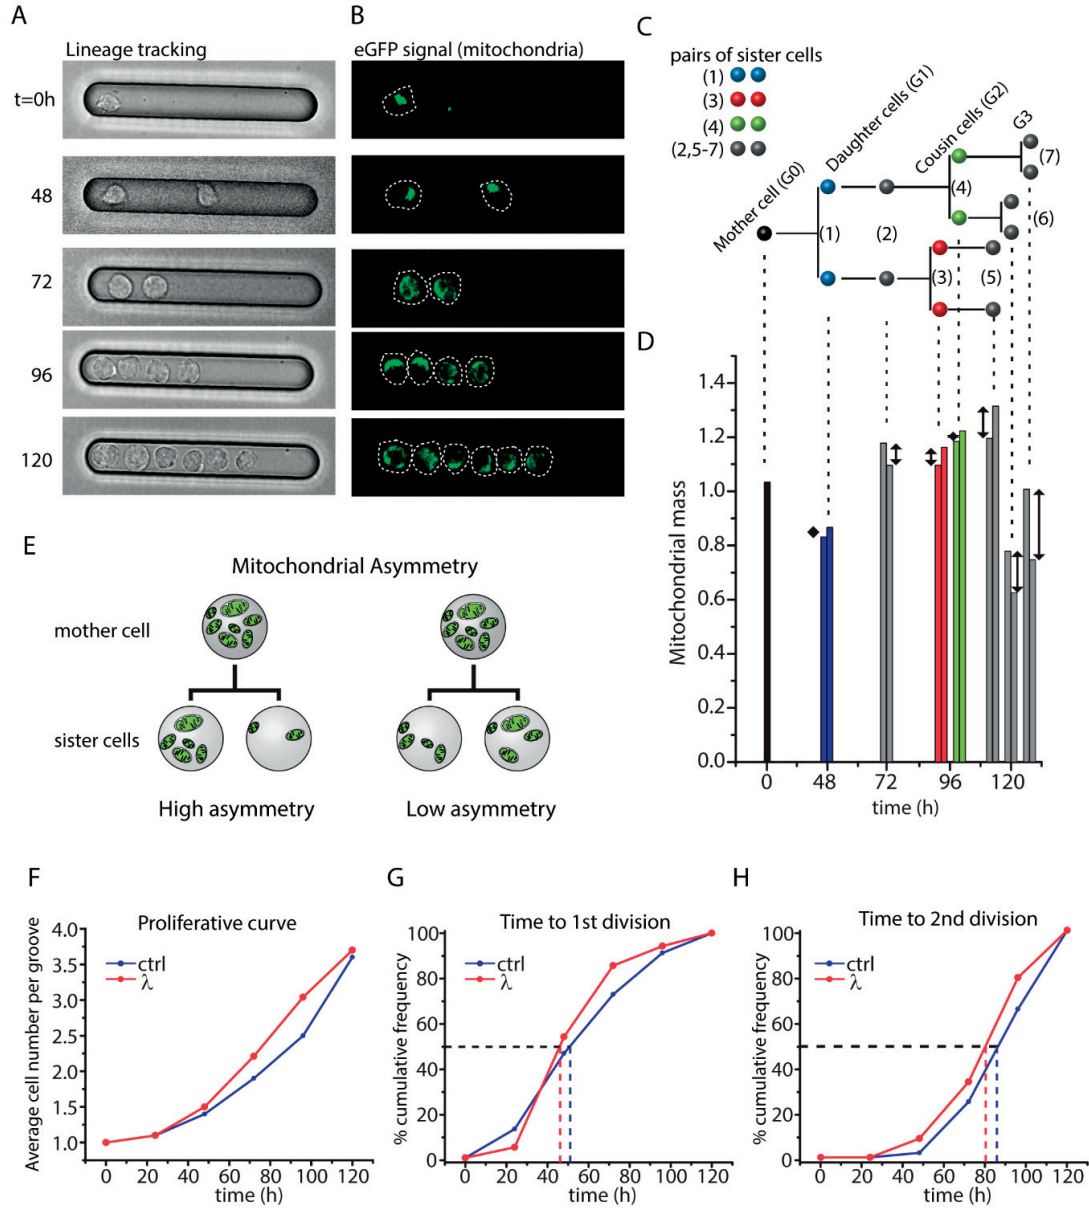 A
Lineage tracking
t=0h
48
72
96
120
B
eGFP signal (mitochondria)
C
pairs of sister cells
(1)
(3)
(4)
(2,5-7)
Mother cell (G0)
Daughter cells (G1)
Cousin cells (G2)
G3
(1)
(2)
(3)
(4)
(5)
(6)
(7)
D
Mitochondrial mass
1.4
1.2
1.0
0.8
0.6
0.4
0.2
0.0
0 48 72 96 120
time (h)
E
Mitochondrial Asymmetry
mother cell
sister cells
High asymmetry
Low asymmetry
F
Proliferative curve
ctrl
λ
Average cell number per groove
4.0
3.5
3.0
2.5
2.0
1.5
1.0
0 20 40 60 80 100 120
time (h)
G
Time to 1st division
ctrl
λ
% cumulative frequency
100
80
60
40
20
0
0 20 40 60 80 100 120
time (h)
H
Time to 2nd division
ctrl
λ
% cumulative frequency
100
80
60
40
20
0
0 20 40 60 80 100 120
time (h)